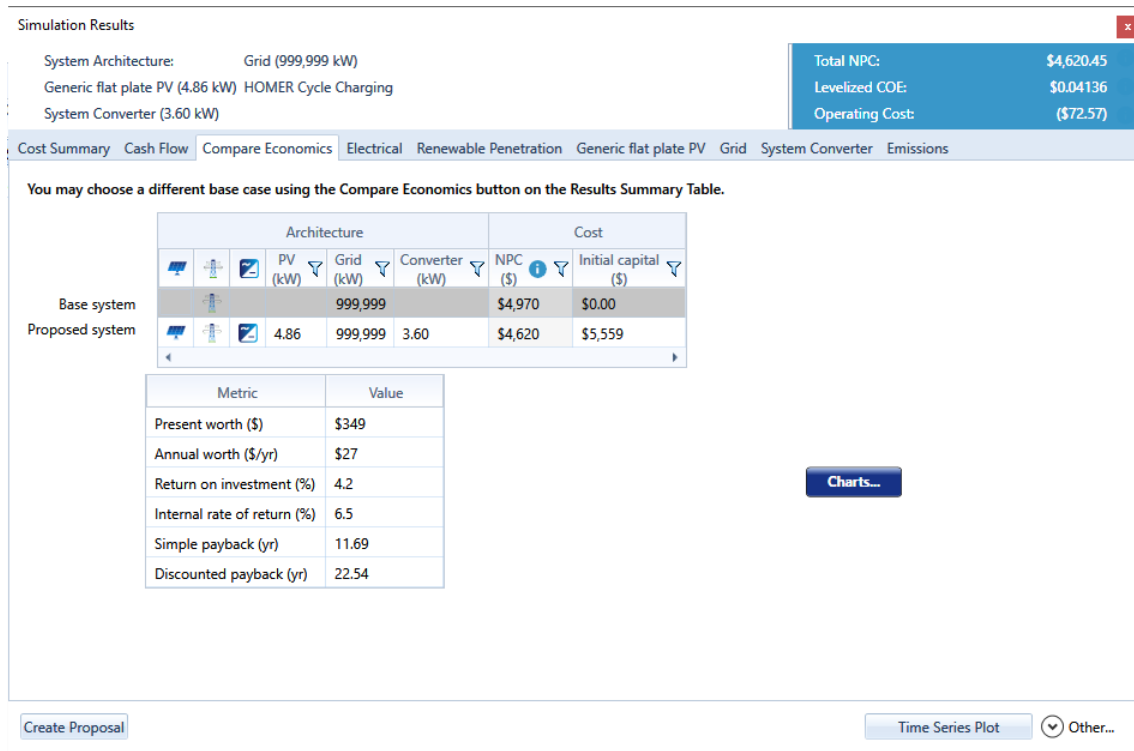 Simulation Results
x
System Architecture: Grid (999,999 kW)
Generic flat plate PV (4.86 kW) HOMER Cycle Charging
System Converter (3.60 kW)
Total NPC: $4,620.45
Levelized COE: $0.04136
Operating Cost: ($72.57)
Cost Summary Cash Flow Compare Economics Electrical Renewable Penetration Generic flat plate PV Grid System Converter Emissions
You may choose a different base case using the Compare Economics button on the Results Summary Table.
Architecture Cost
PV (kW) Grid (kW) Converter (kW) NPC ($) Initial capital ($)
Base system 999,999 $4,970 $0.00
Proposed system 4.86 999,999 3.60 $4,620 $5,559
Metric Value
Present worth ($) $349
Annual worth ($/yr) $27
Return on investment (%) 4.2
Internal rate of return (%) 6.5
Simple payback (yr) 11.69
Discounted payback (yr) 22.54
Charts...
Create Proposal Time Series Plot Other...